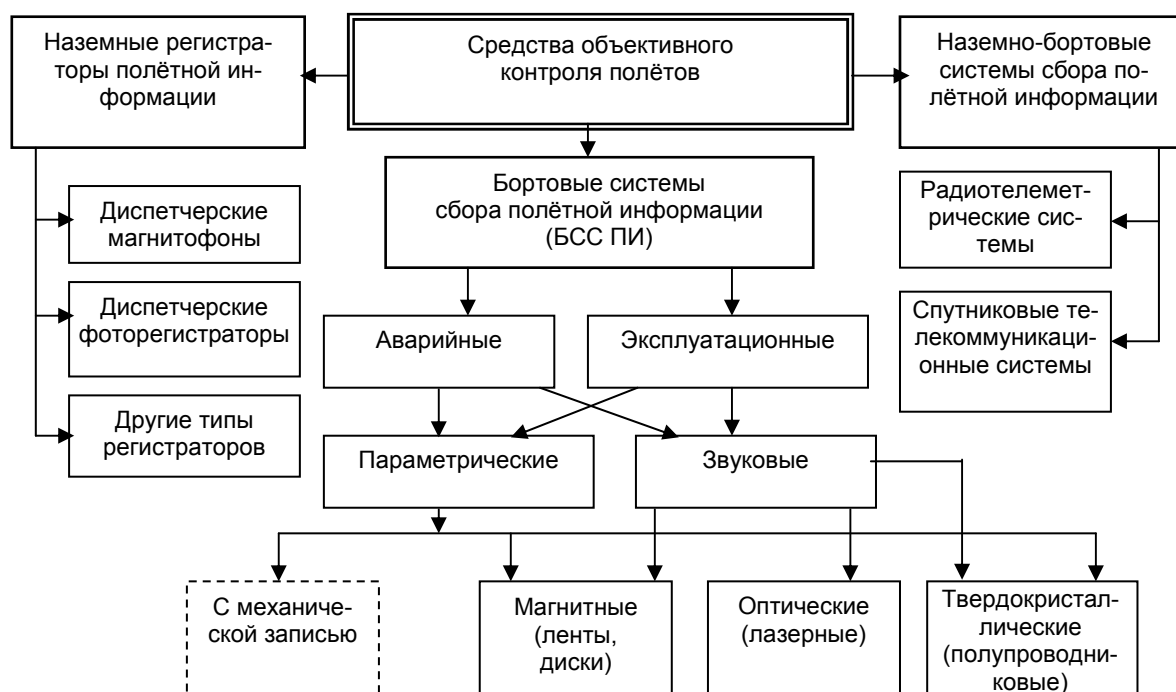 Наземные регистра-
торы полётной ин-
формации
Средства объективного
контроля полётов
Наземно-бортовые
системы сбора по-
лётной информации
Диспетчерские
магнитофоны
Диспетчерские
фоторегистраторы
Другие типы
регистраторов
Бортовые системы
сбора полётной информации
(БСС ПИ)
Радиотелемет-
рические сис-
темы
Спутниковые те-
лекоммуникаци-
онные системы
Аварийные
Эксплуатационные
Параметрические
Звуковые
С механиче-
ской записью
Магнитные
(ленты,
диски)
Оптические
(лазерные)
Твердокристал-
лические
(полупроводни-
ковые)